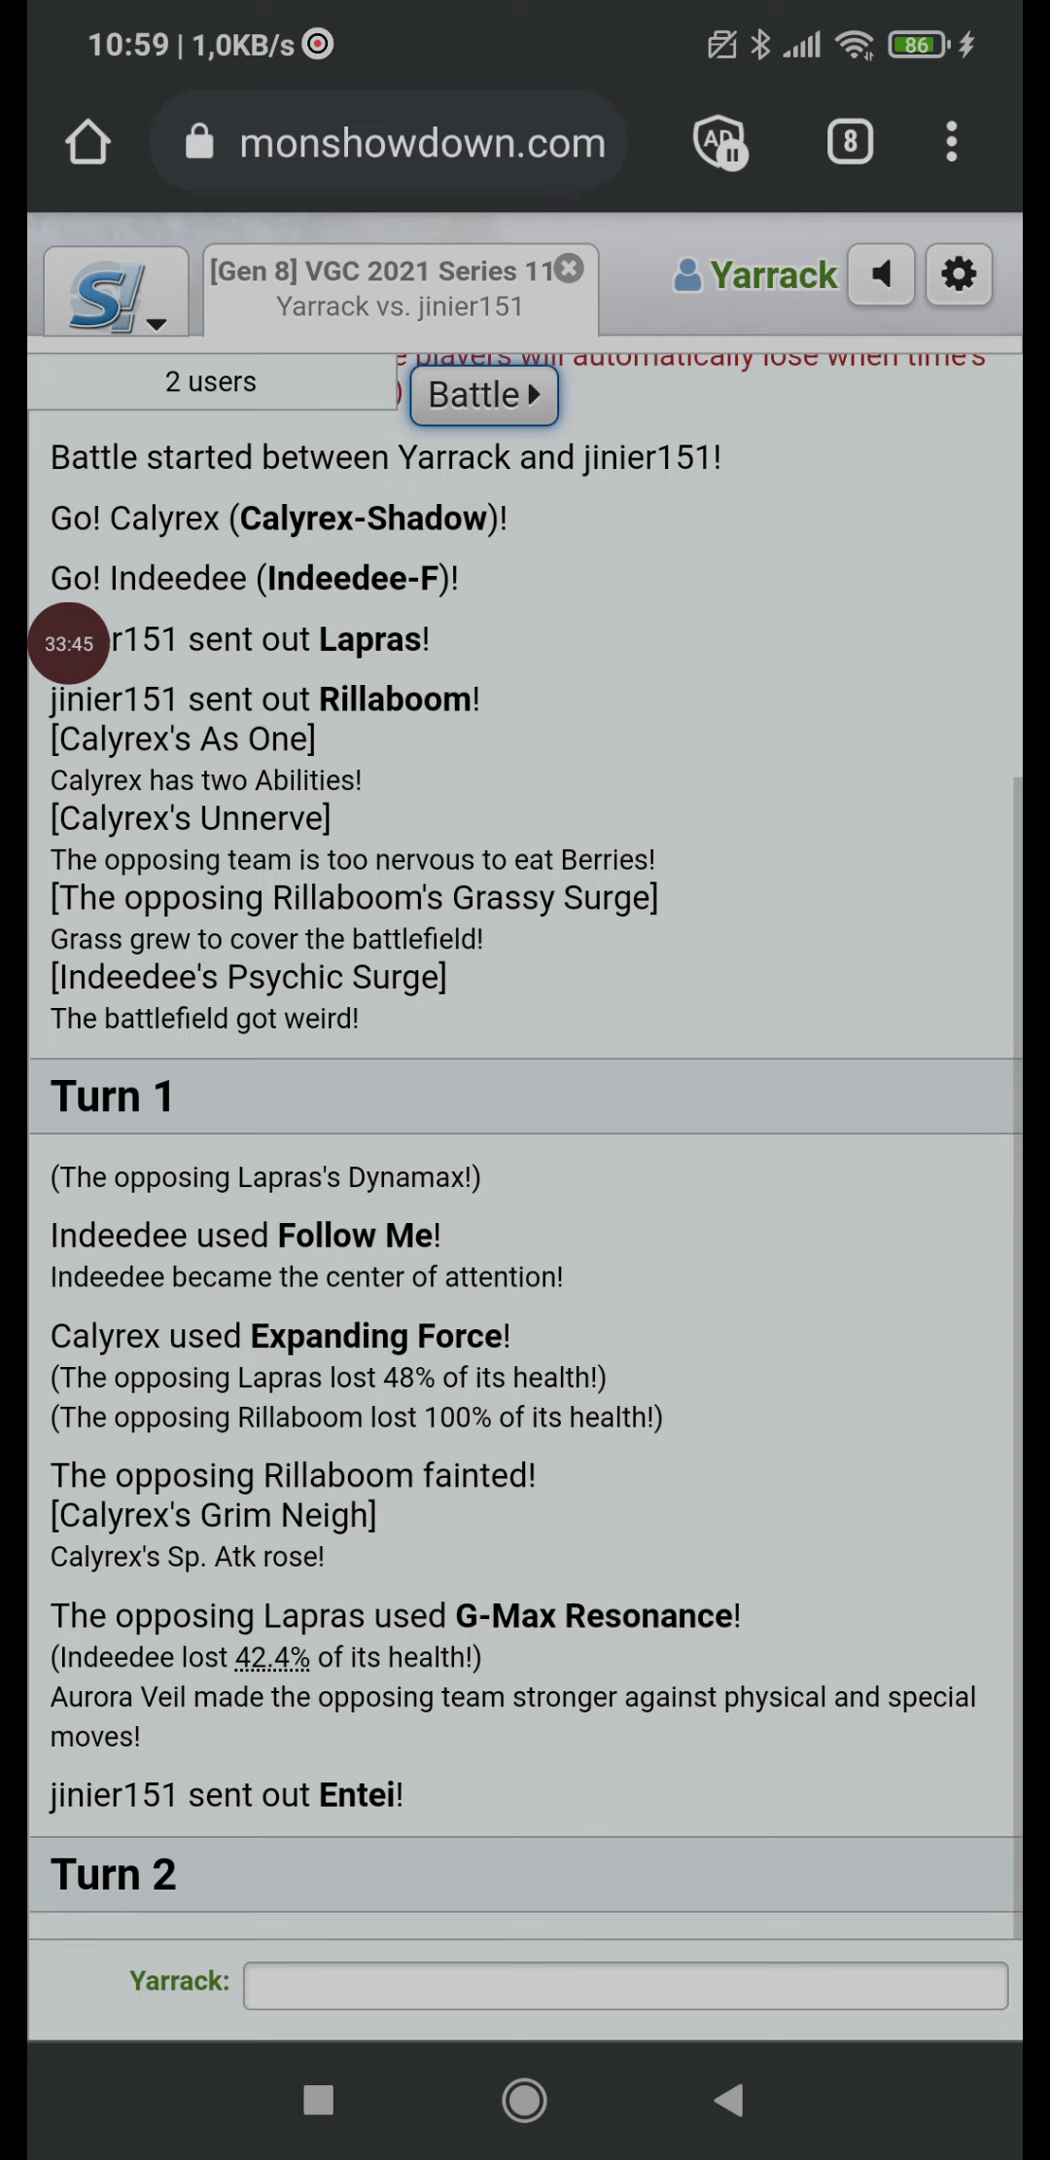 10:59 | 1,0KB/s
86
monshowdown.com
AD
8
S!
[Gen 8] VGC 2021 Series 11
Yarrack vs. jinier151
Yarrack
e players will automatically lose when time's
)
2 users
Battle
Battle started between Yarrack and jinier151!
Go! Calyrex (Calyrex-Shadow)!
Go! Indeedee (Indeedee-F)!
33:45
r151 sent out Lapras!
jinier151 sent out Rillaboom!
[Calyrex's As One]
Calyrex has two Abilities!
[Calyrex's Unnerve]
The opposing team is too nervous to eat Berries!
[The opposing Rillaboom's Grassy Surge]
Grass grew to cover the battlefield!
[Indeedee's Psychic Surge]
The battlefield got weird!
Turn 1
(The opposing Lapras's Dynamax!)
Indeedee used Follow Me!
Indeedee became the center of attention!
Calyrex used Expanding Force!
(The opposing Lapras lost 48% of its health!)
(The opposing Rillaboom lost 100% of its health!)
The opposing Rillaboom fainted!
[Calyrex's Grim Neigh]
Calyrex's Sp. Atk rose!
The opposing Lapras used G-Max Resonance!
(Indeedee lost 42.4% of its health!)
Aurora Veil made the opposing team stronger against physical and special
moves!
jinier151 sent out Entei!
Turn 2
Yarrack: